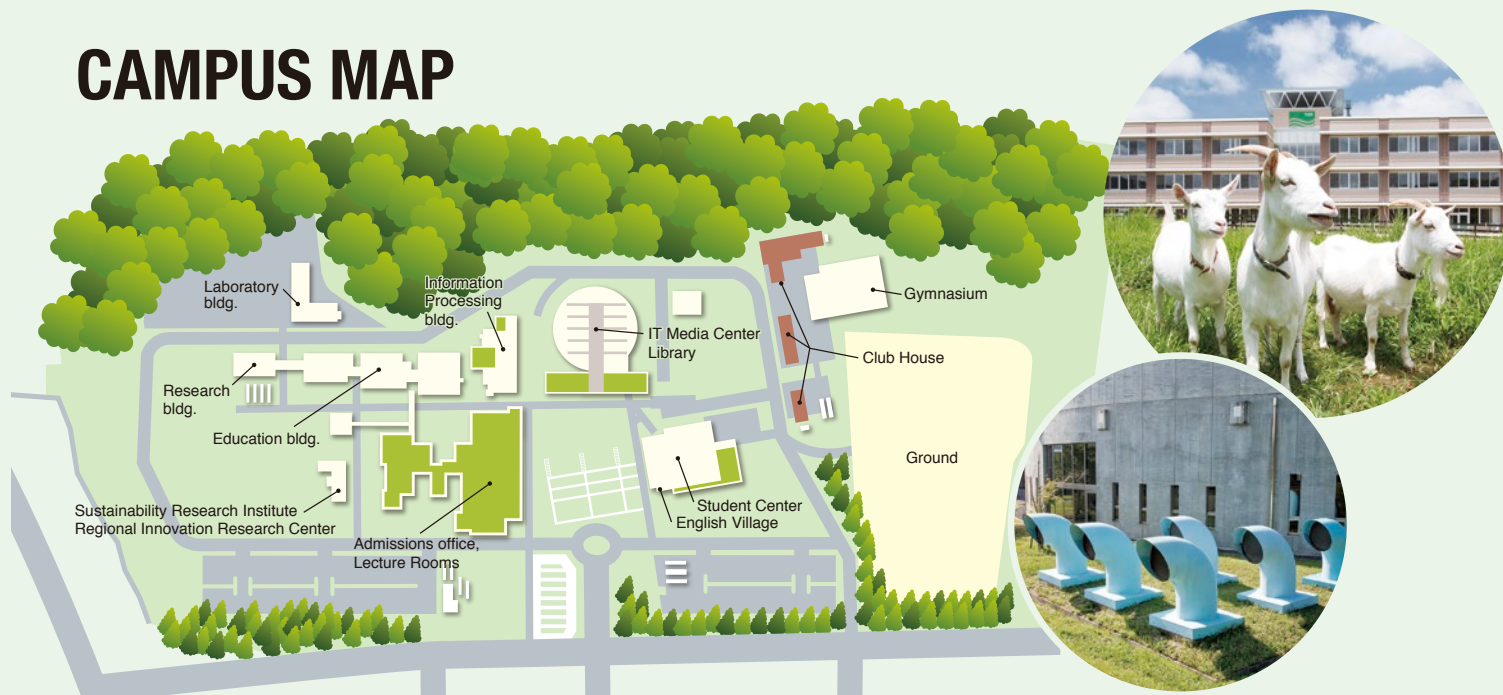 CAMPUS MAP
Laboratory
bldg.
Information
Processing
bldg.
IT Media Center
Library
Gymnasium
Club House
Research
bldg.
Education bldg.
Ground
Sustainability Research Institute
Regional Innovation Research Center
Admissions office,
Lecture Rooms
Student Center
English Village